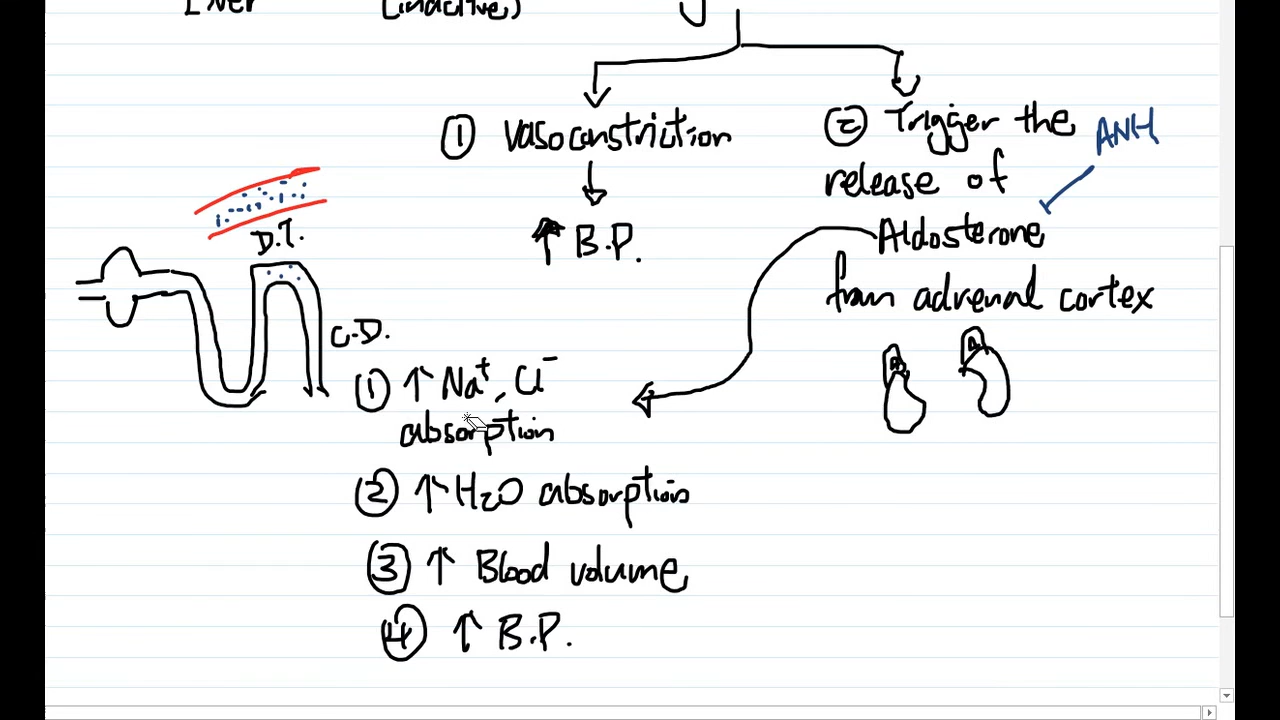 Liver (inactive)
① Vasoconstriction
↑ B.P.
② Trigger the
release of
Aldosterone
from adrenal cortex
ANH
D.T.
C.D.
① ↑ Na⁺, Cl⁻
absorption
② ↑ H₂O absorption
③ ↑ Blood volume
④ ↑ B.P.